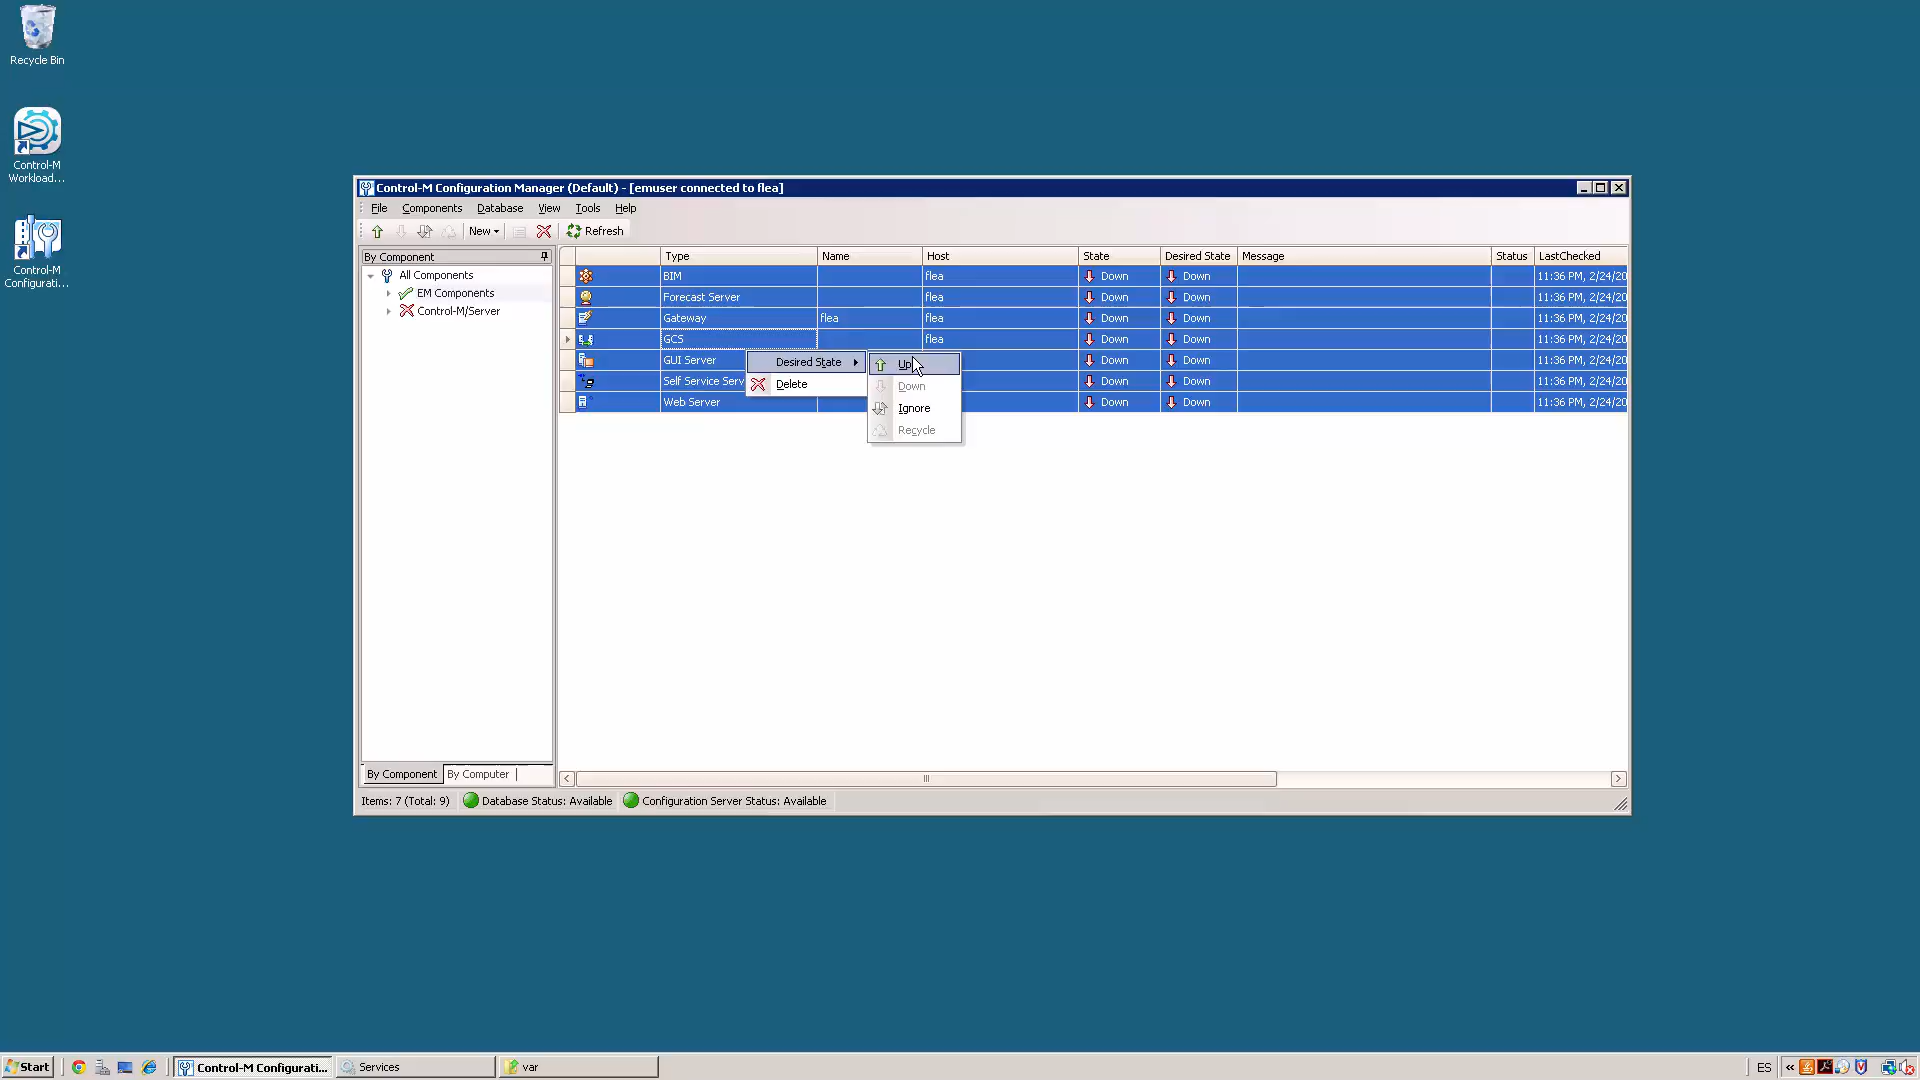 Recycle Bin
Control-M
Workload...
Control-M
Configurati...
Control-M Configuration Manager (Default) - [emuser connected to flea]
File Components Database View Tools Help
New Refresh
By Component
All Components
EM Components
Control-M/Server
Type Name Host State Desired State Message Status LastChecked
BIM flea Down Down 11:36 PM, 2/24/20
Forecast Server flea Down Down 11:36 PM, 2/24/20
Gateway flea flea Down Down 11:36 PM, 2/24/20
GCS flea Down Down 11:36 PM, 2/24/20
GUI Server Down Down 11:36 PM, 2/24/20
Self Service Serv Down Down 11:36 PM, 2/24/20
Web Server Down Down 11:36 PM, 2/24/20
Desired State
Delete
Up
Down
Ignore
Recycle
By Component By Computer
Items: 7 (Total: 9) Database Status: Available Configuration Server Status: Available
Start Control-M Configurati... Services var ES «